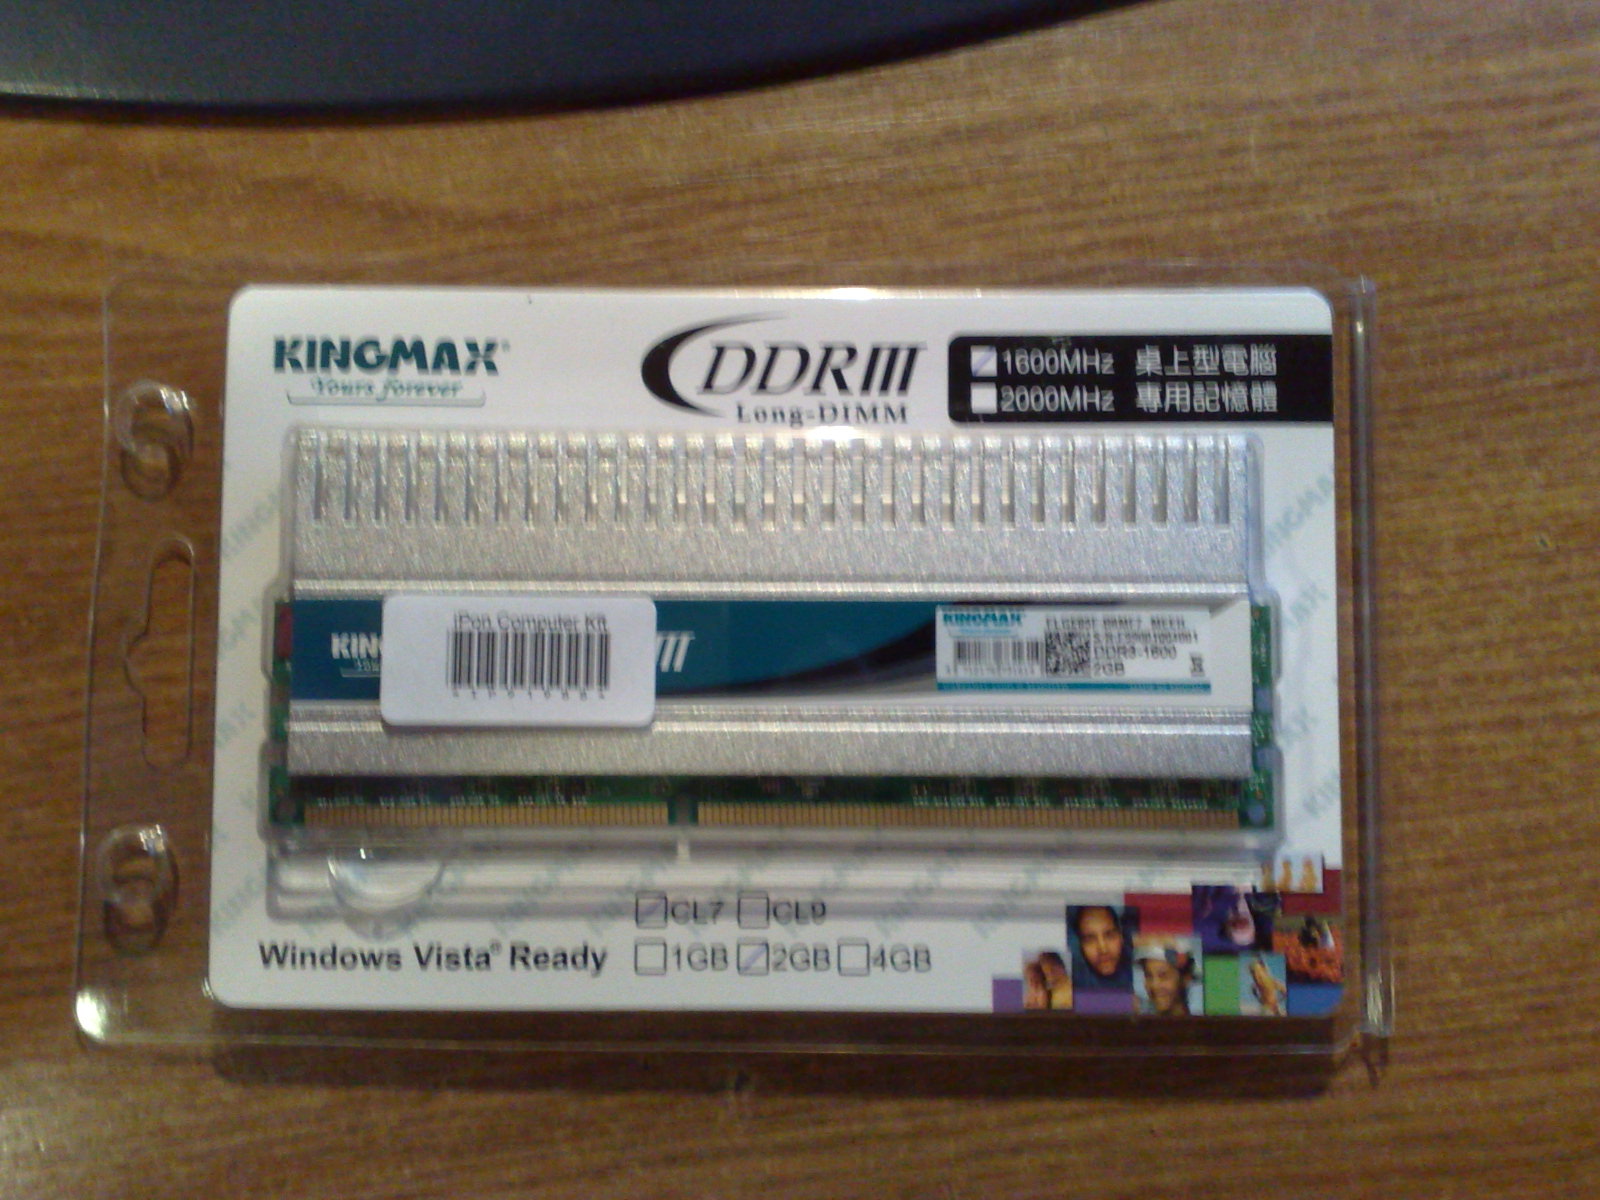 KINGMAX®
Yours forever
DDRIII
Long-DIMM
1600MHz 桌上型電腦
2000MHz 專用記憶體
iPon Computer Kft
KINGMAX
DDR3-1600
2GB
CL7 CL9
Windows Vista® Ready
1GB 2GB 4GB